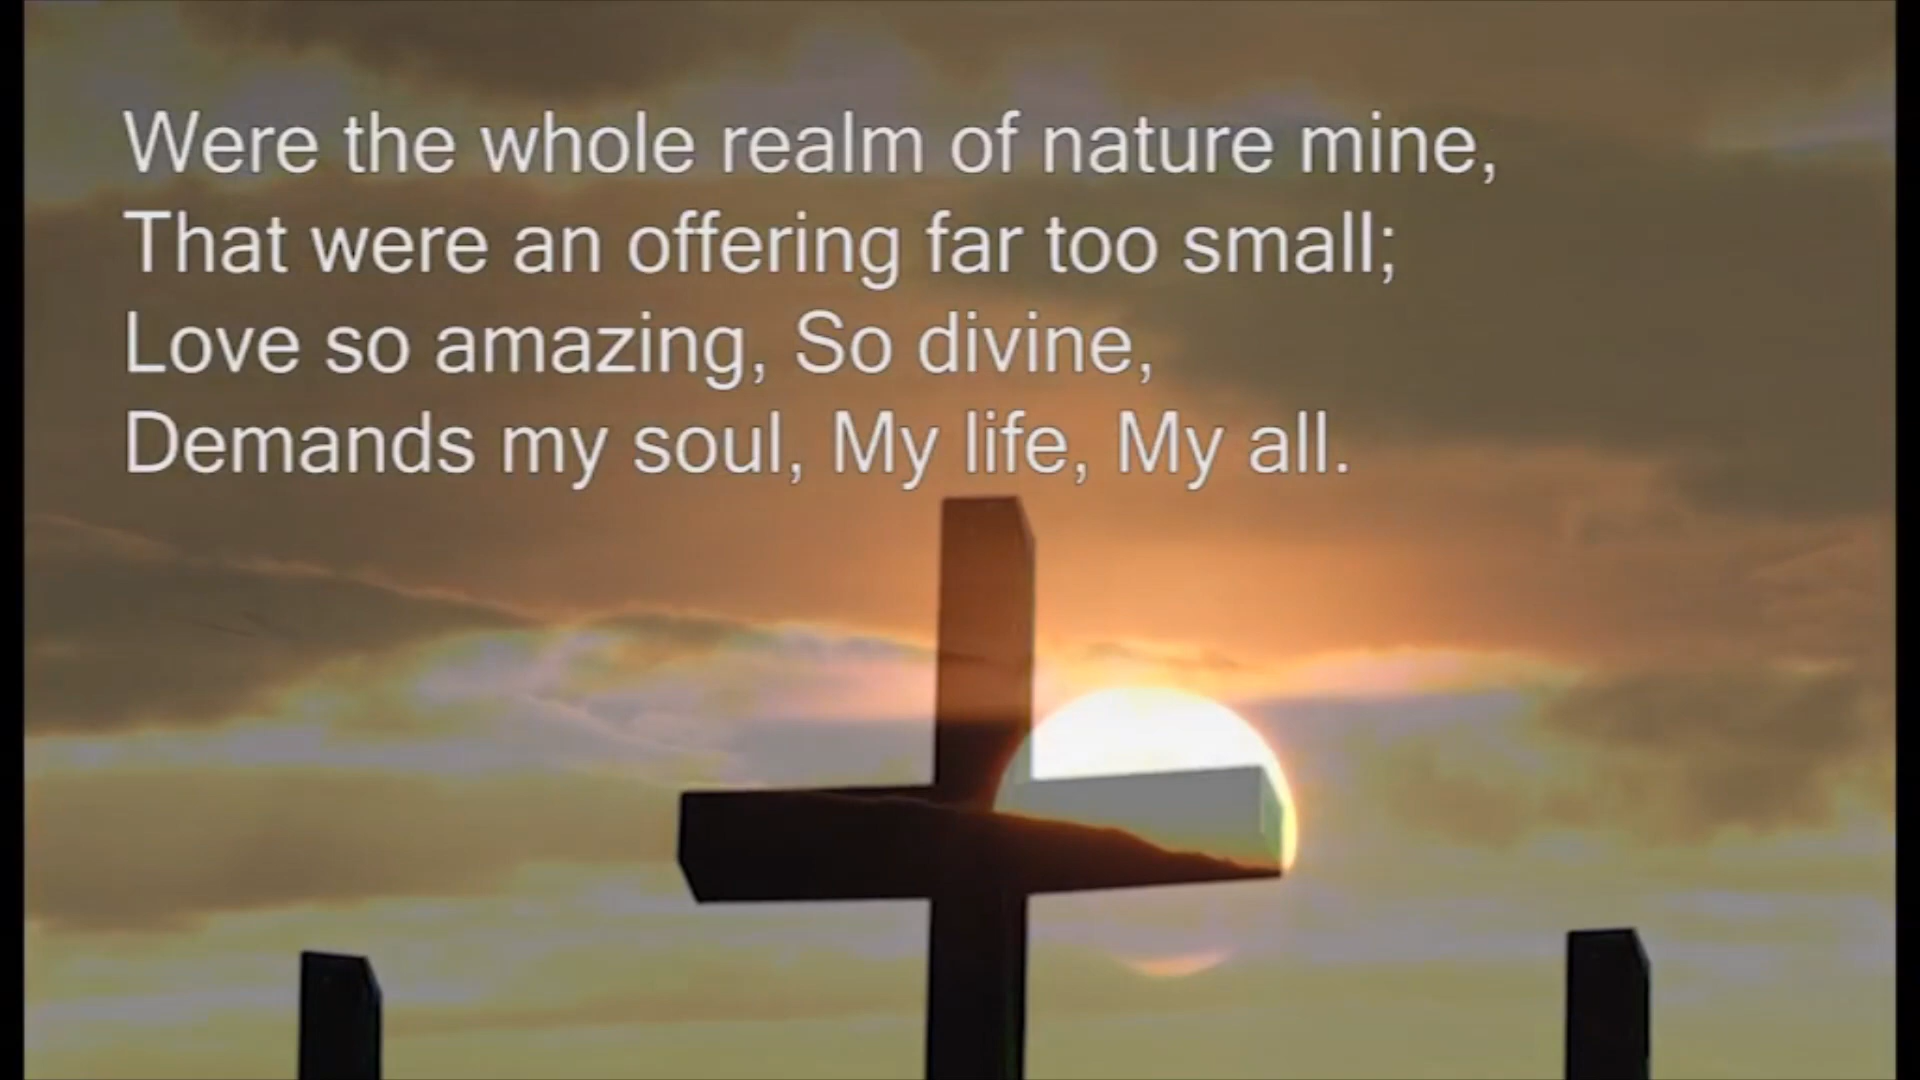 Were the whole realm of nature mine,
That were an offering far too small;
Love so amazing, So divine,
Demands my soul, My life, My all.